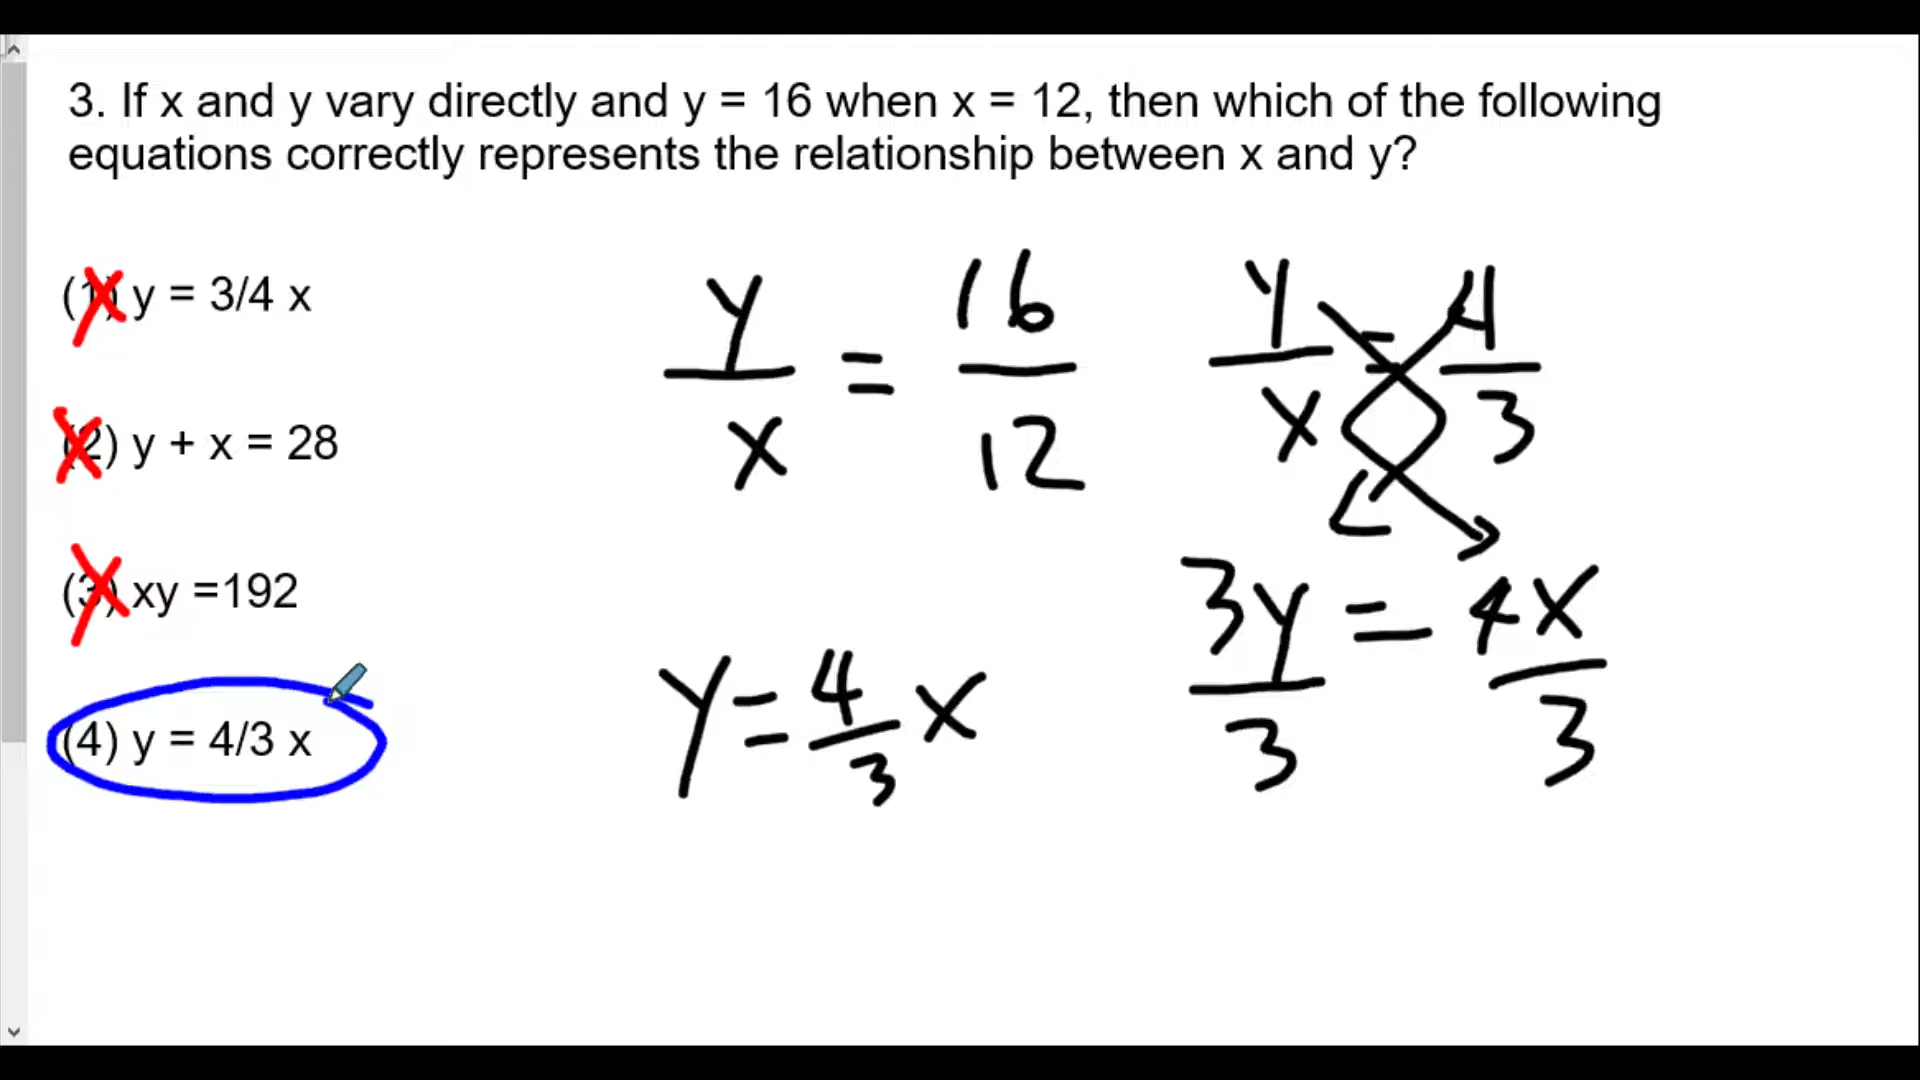 3. If x and y vary directly and y = 16 when x = 12, then which of the following
equations correctly represents the relationship between x and y?
(1) y = 3/4 x
(2) y + x = 28
(3) xy =192
(4) y = 4/3 x
y/x = 16/12
y/x = 4/3
3y/3 = 4x/3
y = 4/3 x